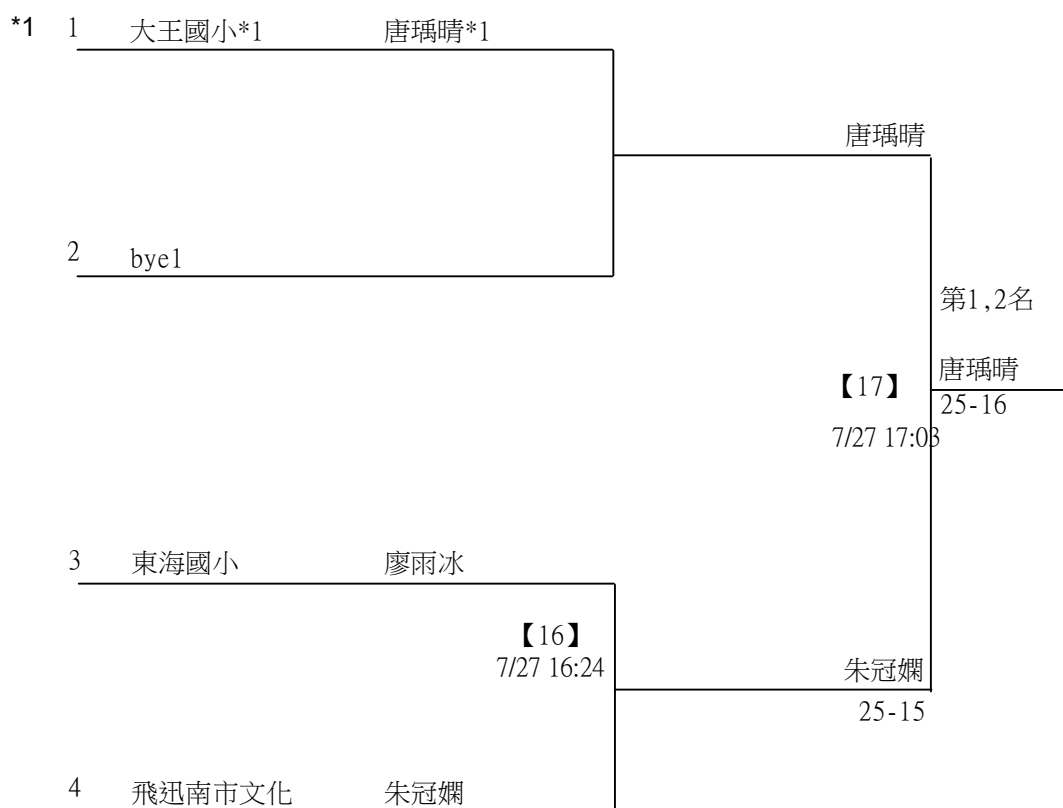 *1 1 大王國小*1 唐瑀晴*1
唐瑀晴
2 bye1
第1,2名
【17】 唐瑀晴
25-16
7/27 17:03
3 東海國小 廖雨冰
【16】
7/27 16:24
朱冠嫻
25-15
4 飛迅南市文化 朱冠嫻